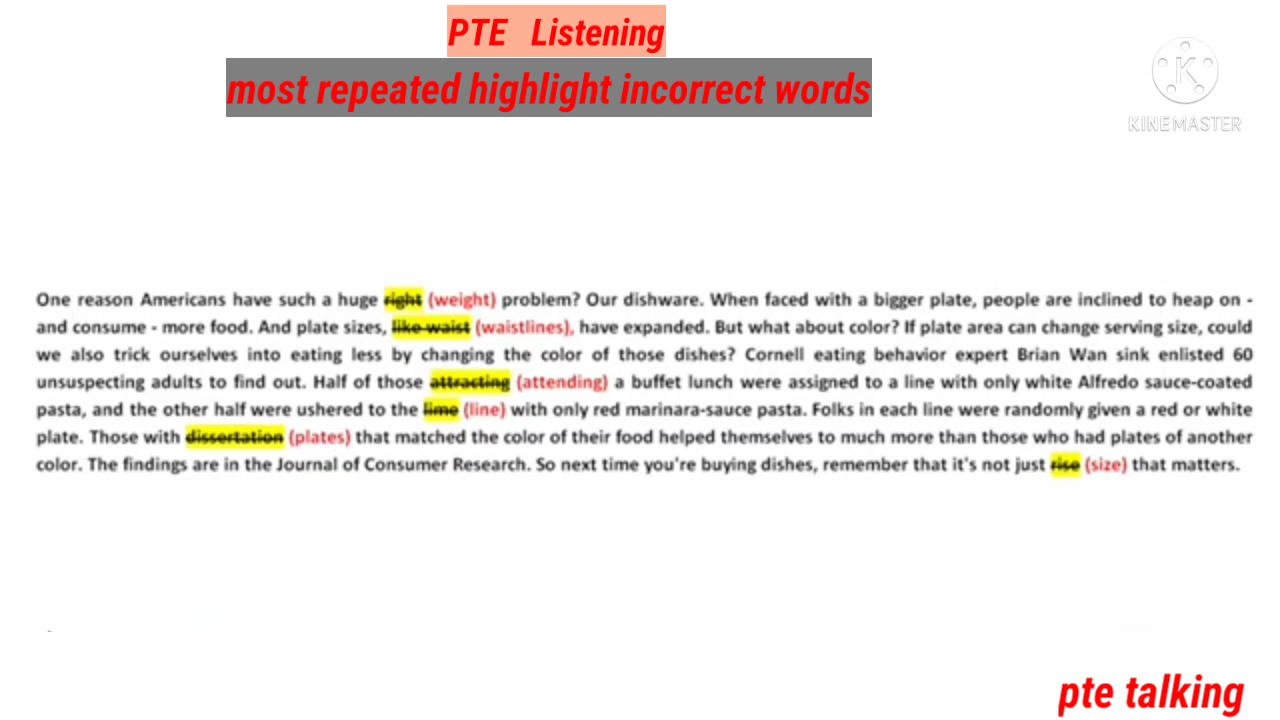 PTE Listening
most repeated highlight incorrect words
K
KINEMASTER
One reason Americans have such a huge right (weight) problem? Our dishware. When faced with a bigger plate, people are inclined to heap on -
and consume - more food. And plate sizes, like waist (waistlines), have expanded. But what about color? If plate area can change serving size, could
we also trick ourselves into eating less by changing the color of those dishes? Cornell eating behavior expert Brian Wan sink enlisted 60
unsuspecting adults to find out. Half of those attracting (attending) a buffet lunch were assigned to a line with only white Alfredo sauce-coated
pasta, and the other half were ushered to the lime (line) with only red marinara-sauce pasta. Folks in each line were randomly given a red or white
plate. Those with dissertation (plates) that matched the color of their food helped themselves to much more than those who had plates of another
color. The findings are in the Journal of Consumer Research. So next time you're buying dishes, remember that it's not just rise (size) that matters.
pte talking